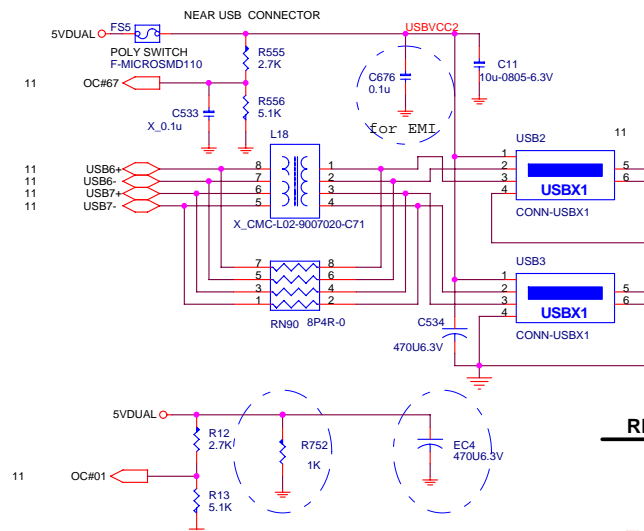 NEAR USB CONNECTOR
5VDUAL
FS5
USBVCC2
POLY SWITCH
F-MICROSMD110
R555
2.7K
C676
0.1u
C11
10u-0805-6.3V
11
OC#67
C533
X_0.1u
R556
5.1K
for EMI
L18
USB2
11
11
USB6+
8
1
11
USB6-
7
2
11
USB7+
6
3
11
USB7-
5
4
X_CMC-L02-9007020-C71
1
2
3
4
USBX1
5
6
CONN-USBX1
7
8
5
6
3
4
1
2
RN90
8P4R-0
USB3
1
2
3
4
USBX1
5
6
CONN-USBX1
C534
470U6.3V
5VDUAL
R12
2.7K
R752
1K
EC4
470U6.3V
11
OC#01
R13
5.1K